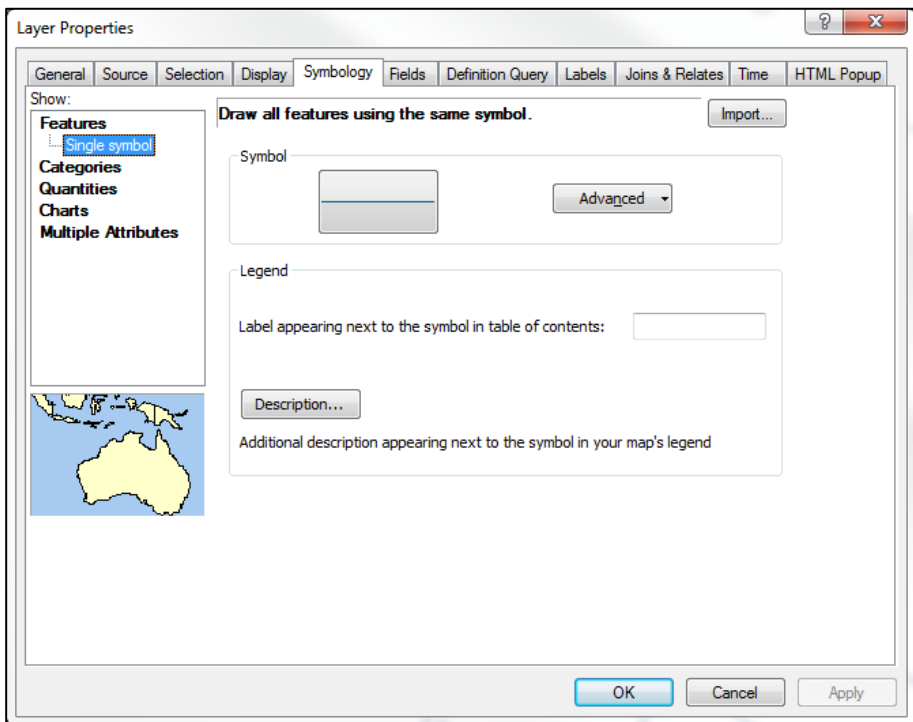 Layer Properties
?
General Source Selection Display Symbology Fields Definition Query Labels Joins & Relates Time HTML Popup
Show:
Features
Single symbol
Categories
Quantities
Charts
Multiple Attributes
Draw all features using the same symbol.
Import...
Symbol
Advanced
Legend
Label appearing next to the symbol in table of contents:
Description...
Additional description appearing next to the symbol in your map's legend
OK Cancel Apply